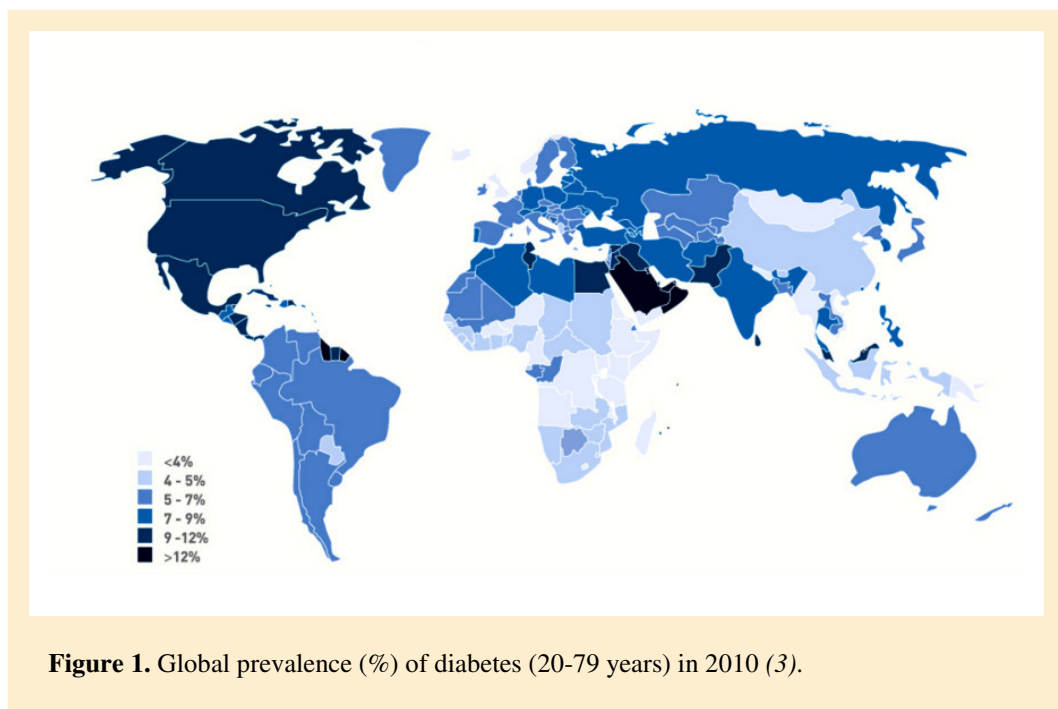 <4%
4 - 5%
5 - 7%
7 - 9%
9 -12%
>12%
Figure 1. Global prevalence (%) of diabetes (20-79 years) in 2010 (3).